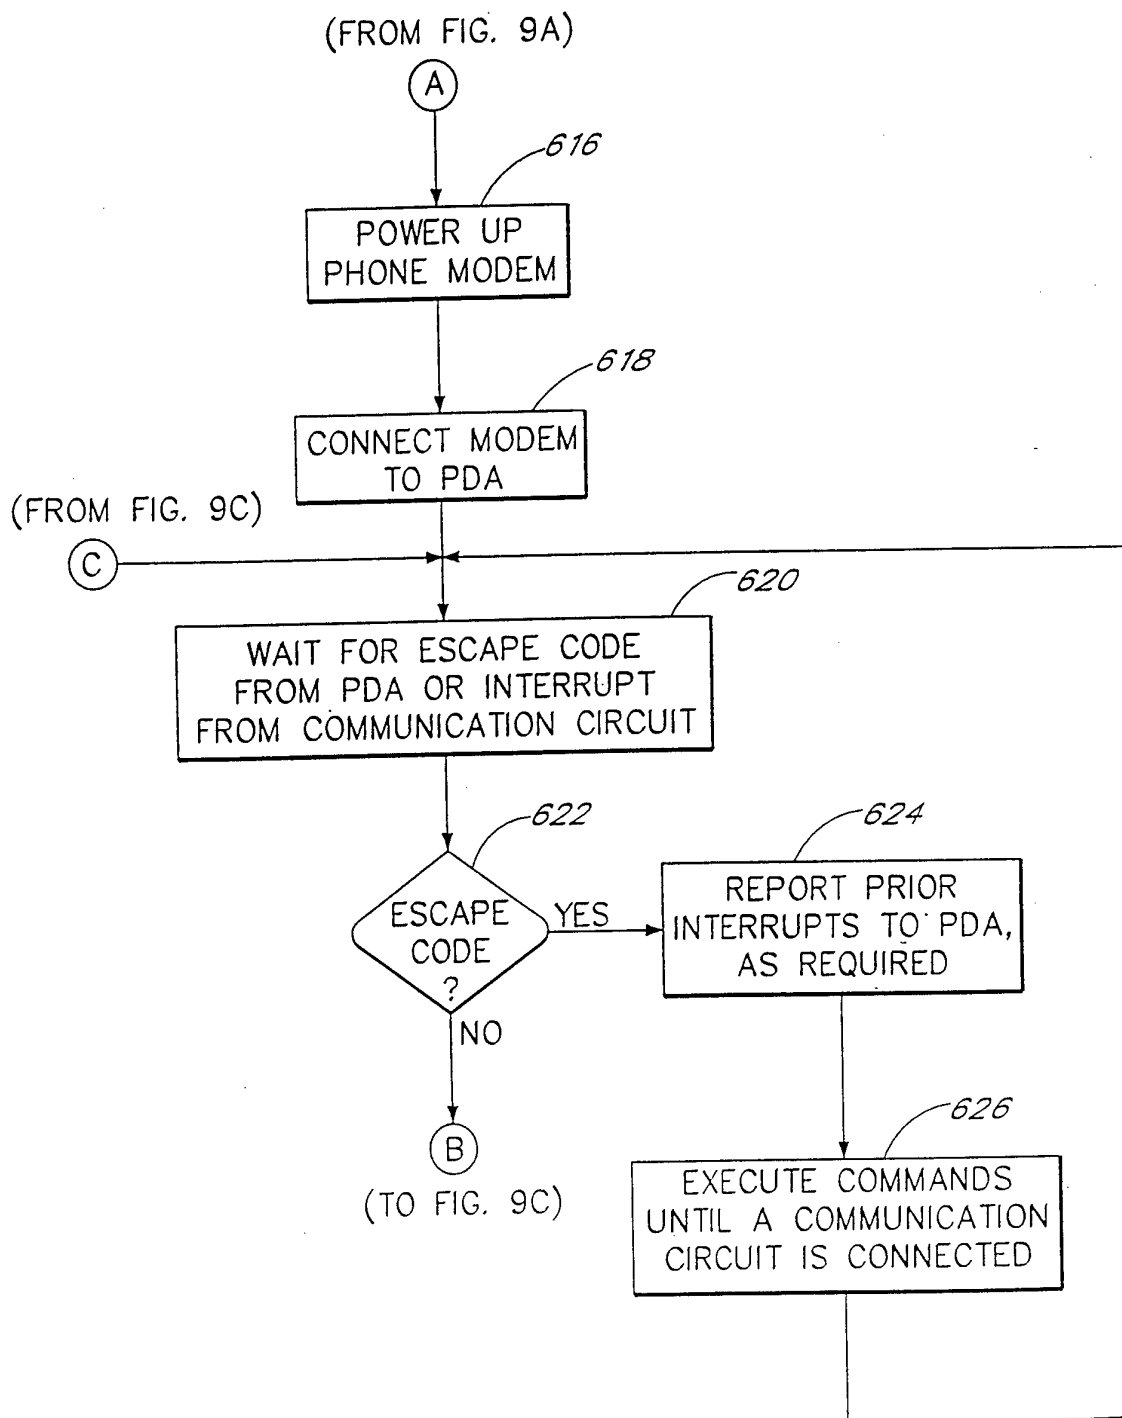 (FROM FIG. 9A)
A
616
POWER UP
PHONE MODEM
618
CONNECT MODEM
TO PDA
(FROM FIG. 9C)
C
620
WAIT FOR ESCAPE CODE
FROM PDA OR INTERRUPT
FROM COMMUNICATION CIRCUIT
622
ESCAPE
CODE
?
YES
624
REPORT PRIOR
INTERRUPTS TO PDA,
AS REQUIRED
NO
B
(TO FIG. 9C)
626
EXECUTE COMMANDS
UNTIL A COMMUNICATION
CIRCUIT IS CONNECTED